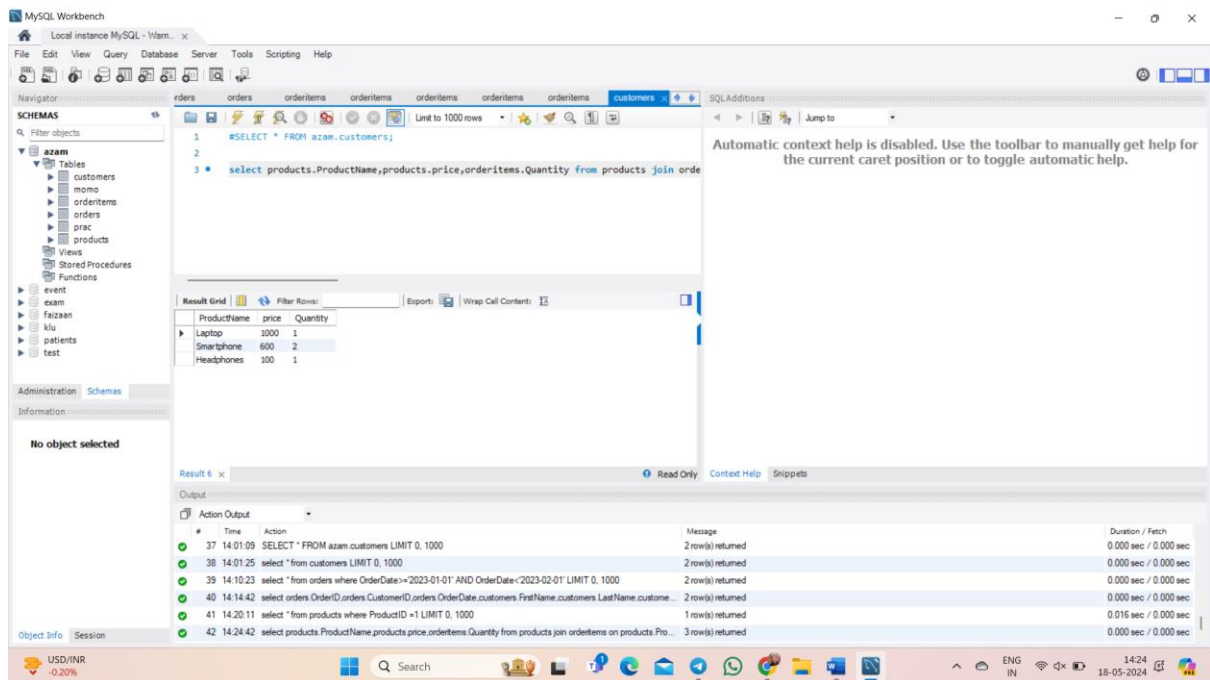 MySQL Workbench
Local instance MySQL - Warn... ×
File Edit View Query Database Server Tools Scripting Help
Navigator
SCHEMAS
Filter objects
azam
Tables
customers
momo
orderitems
orders
prac
products
Views
Stored Procedures
Functions
event
exam
faizaan
klu
patients
test
Administration Schemas
Information
No object selected
Object Info Session
rders orders orderitems orderitems orderitems orderitems orderitems customers ×
Limit to 1000 rows
1 #SELECT * FROM azam.customers;
2
3 select products.ProductName,products.price,orderitems.Quantity from products join orde
Result Grid Filter Rows: Export: Wrap Cell Content:
ProductName price Quantity
Laptop 1000 1
Smartphone 600 2
Headphones 100 1
Result 6 × Read Only
SQLAdditions
Jump to
Automatic context help is disabled. Use the toolbar to manually get help for
the current caret position or to toggle automatic help.
Context Help Snippets
Output
Action Output
# Time Action Message Duration / Fetch
37 14:01:09 SELECT * FROM azam.customers LIMIT 0, 1000 2 row(s) returned 0.000 sec / 0.000 sec
38 14:01:25 select * from customers LIMIT 0, 1000 2 row(s) returned 0.000 sec / 0.000 sec
39 14:10:23 select * from orders where OrderDate>='2023-01-01' AND OrderDate<'2023-02-01' LIMIT 0, 1000 2 row(s) returned 0.000 sec / 0.000 sec
40 14:14:42 select orders.OrderID,orders.CustomerID,orders.OrderDate,customers.FirstName,customers.LastName,custome... 2 row(s) returned 0.000 sec / 0.000 sec
41 14:20:11 select * from products where ProductID =1 LIMIT 0, 1000 1 row(s) returned 0.016 sec / 0.000 sec
42 14:24:42 select products.ProductName,products.price,orderitems.Quantity from products join orderitems on products.Pro... 3 row(s) returned 0.000 sec / 0.000 sec
USD/INR
-0.20%
Search
ENG
IN
14:24
18-05-2024